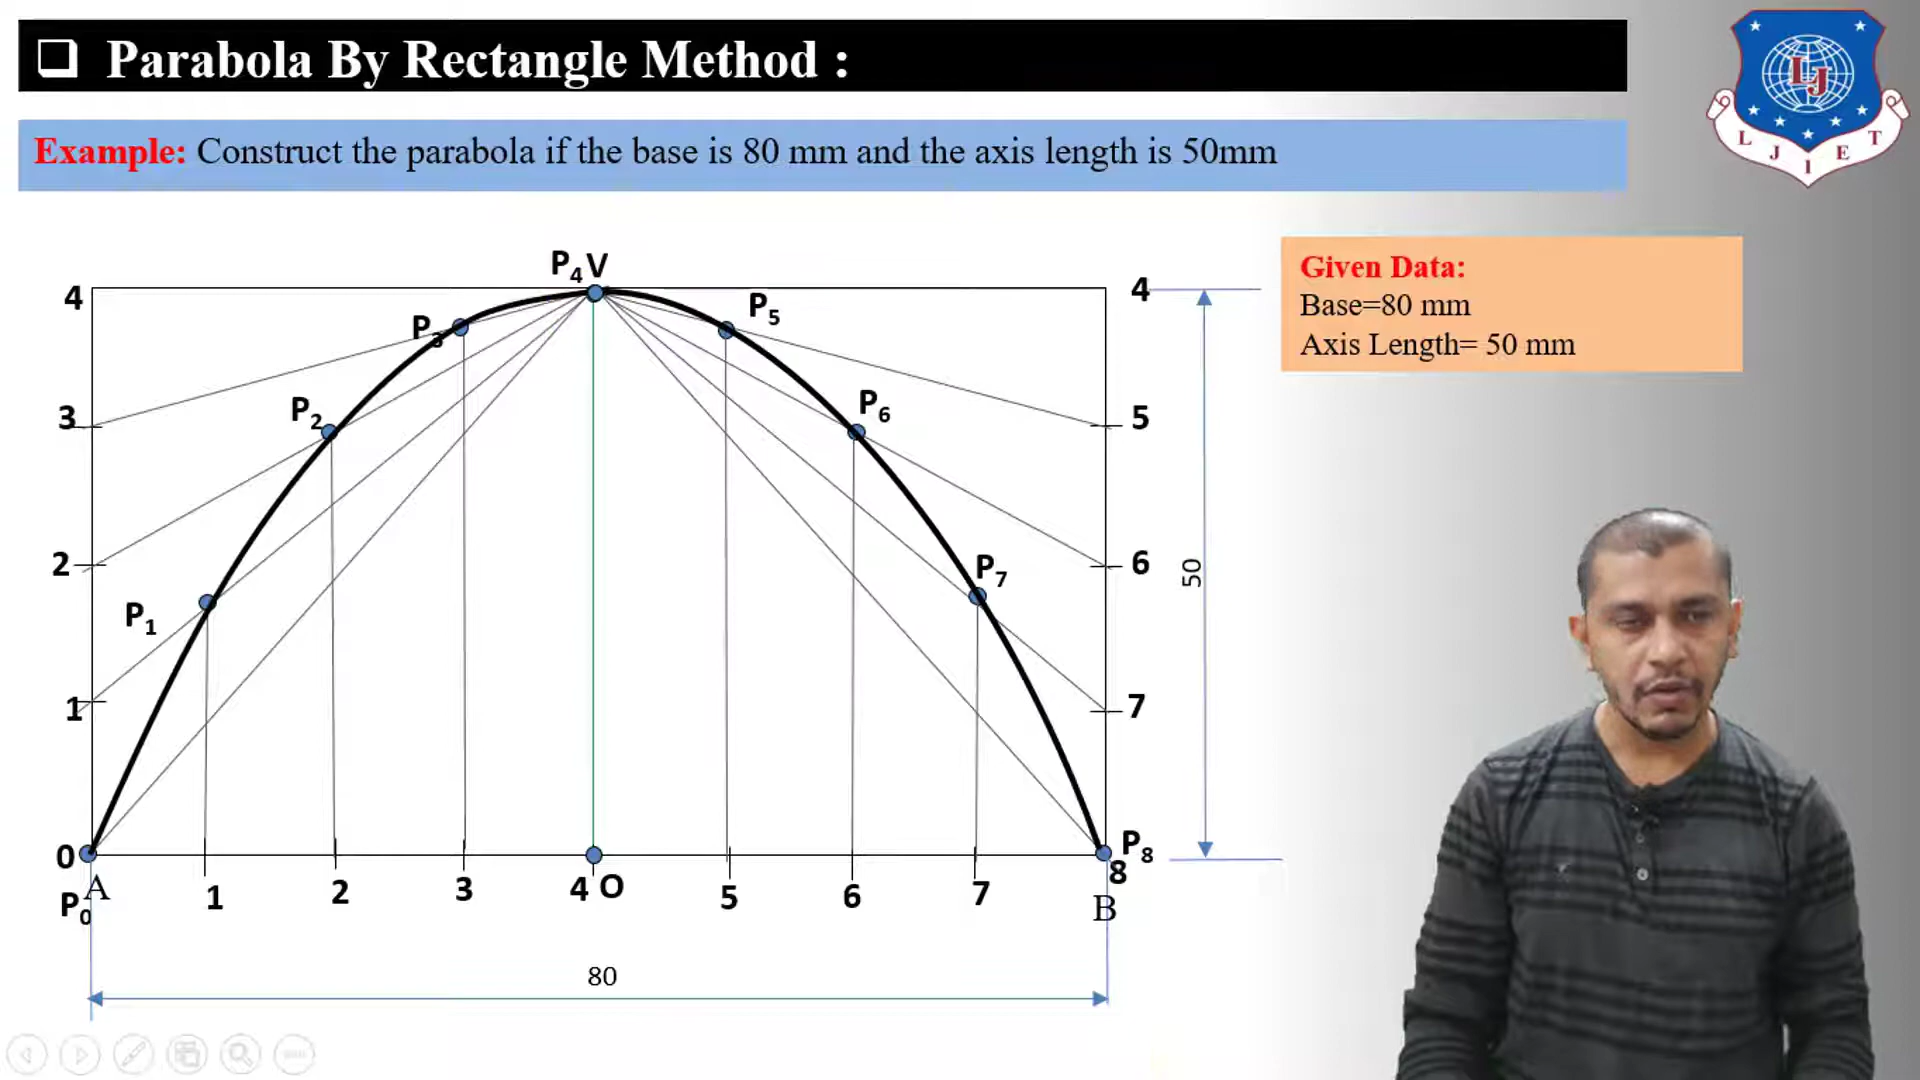 ❑ Parabola By Rectangle Method :
Example: Construct the parabola if the base is 80 mm and the axis length is 50mm
L J I E T
LJ
Given Data:
Base=80 mm
Axis Length= 50 mm
P4 V
4
4
P3
P5
3
P2
P6
5
2
P7
6
50
P1
1
7
0
P8
P0
A
1
2
3
4 O
5
6
7
8
B
80